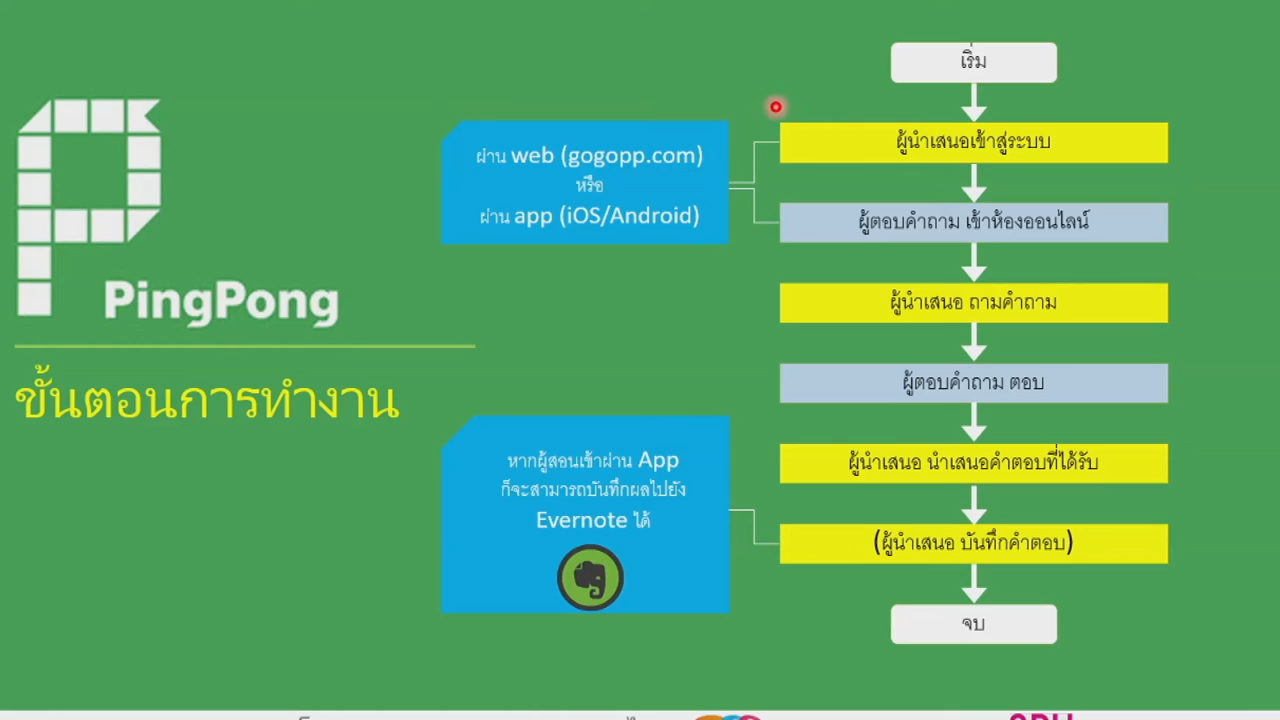 PingPong
ขั้นตอนการทำงาน
ผ่าน web (gogopp.com)
หรือ
ผ่าน app (iOS/Android)
หากผู้สอนเข้าผ่าน App
ก็จะสามารถบันทึกผลไปยัง
Evernote ได้
เริ่ม
ผู้นำเสนอเข้าสู่ระบบ
ผู้ตอบคำถาม เข้าห้องออนไลน์
ผู้นำเสนอ ถามคำถาม
ผู้ตอบคำถาม ตอบ
ผู้นำเสนอ นำเสนอคำตอบที่ได้รับ
(ผู้นำเสนอ บันทึกคำตอบ)
จบ